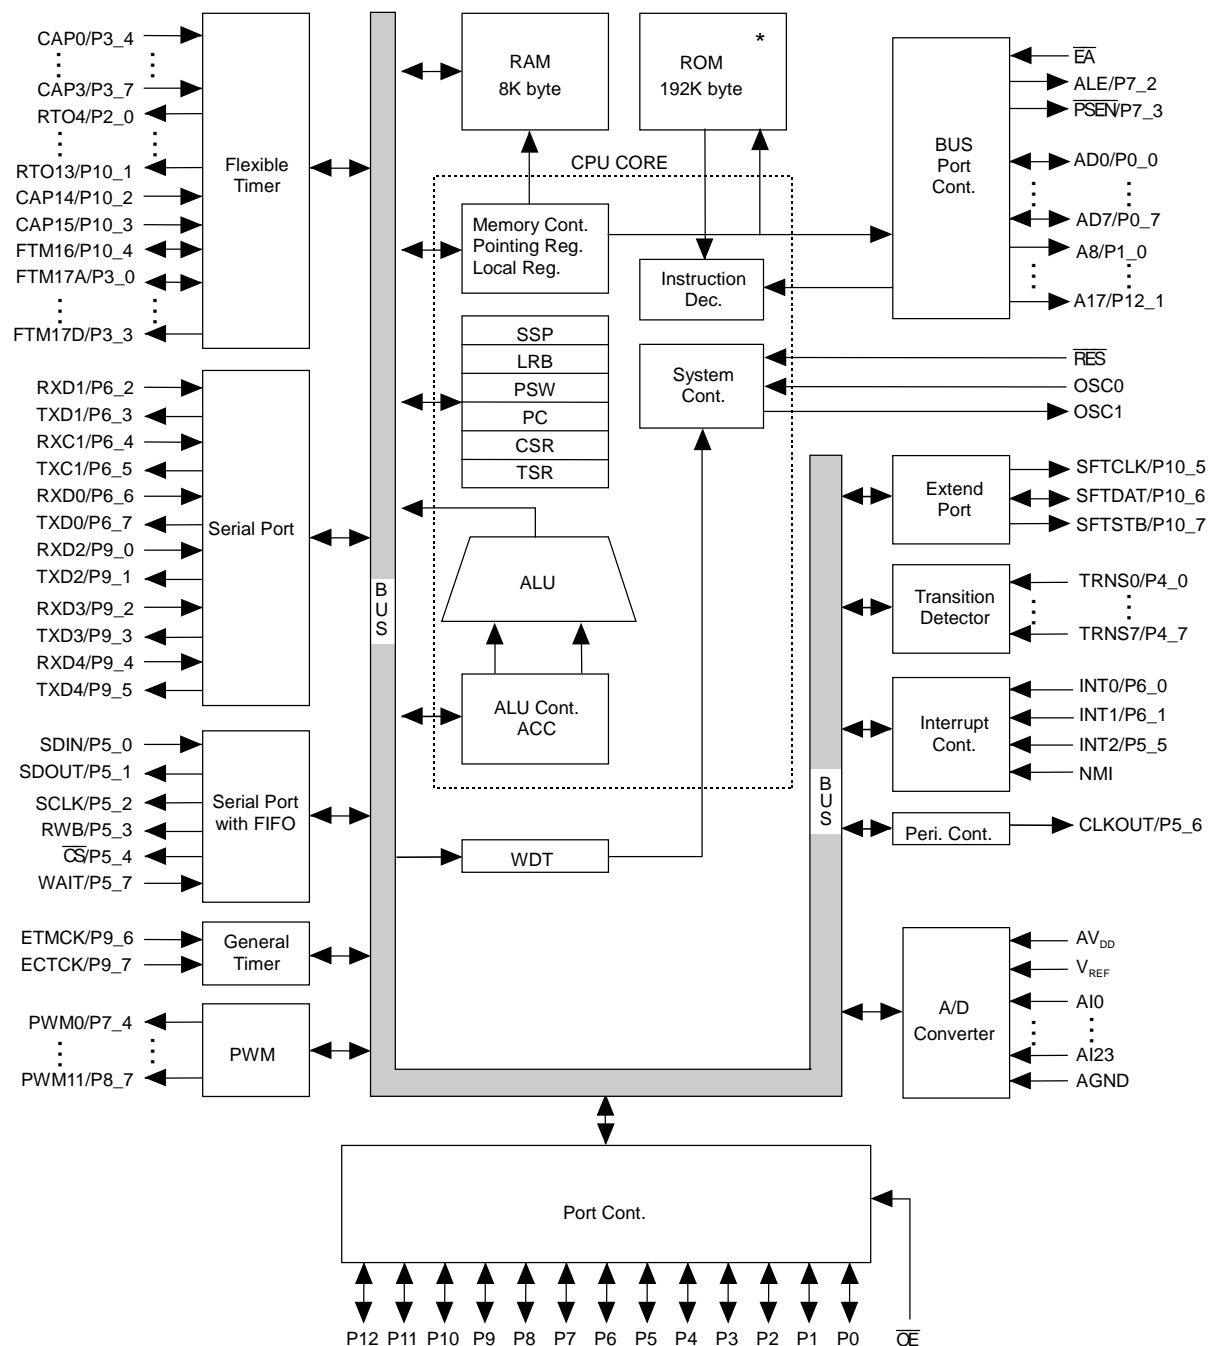 CAP0/P3_4
CAP3/P3_7
RTO4/P2_0
RTO13/P10_1
CAP14/P10_2
CAP15/P10_3
FTM16/P10_4
FTM17A/P3_0
FTM17D/P3_3
Flexible
Timer
RXD1/P6_2
TXD1/P6_3
RXC1/P6_4
TXC1/P6_5
RXD0/P6_6
TXD0/P6_7
RXD2/P9_0
TXD2/P9_1
RXD3/P9_2
TXD3/P9_3
RXD4/P9_4
TXD4/P9_5
Serial Port
SDIN/P5_0
SDOUT/P5_1
SCLK/P5_2
RWB/P5_3
C̅S̅/P5_4
WAIT/P5_7
Serial Port
with FIFO
ETMCK/P9_6
ECTCK/P9_7
General
Timer
PWM0/P7_4
PWM11/P8_7
PWM
BUS
RAM
8K byte
*
ROM
192K byte
CPU CORE
Memory Cont.
Pointing Reg.
Local Reg.
Instruction
Dec.
SSP
LRB
PSW
PC
CSR
TSR
System
Cont.
ALU
ALU Cont.
ACC
WDT
BUS
BUS
Port
Cont.
E̅A̅
ALE/P7_2
P̅S̅E̅N̅/P7_3
AD0/P0_0
AD7/P0_7
A8/P1_0
A17/P12_1
R̅E̅S̅
OSC0
OSC1
Extend
Port
SFTCLK/P10_5
SFTDAT/P10_6
SFTSTB/P10_7
Transition
Detector
TRNS0/P4_0
TRNS7/P4_7
Interrupt
Cont.
INT0/P6_0
INT1/P6_1
INT2/P5_5
NMI
Peri. Cont.
CLKOUT/P5_6
A/D
Converter
AVDD
VREF
AI0
AI23
AGND
Port Cont.
P12 P11 P10 P9 P8 P7 P6 P5 P4 P3 P2 P1 P0 O̅E̅